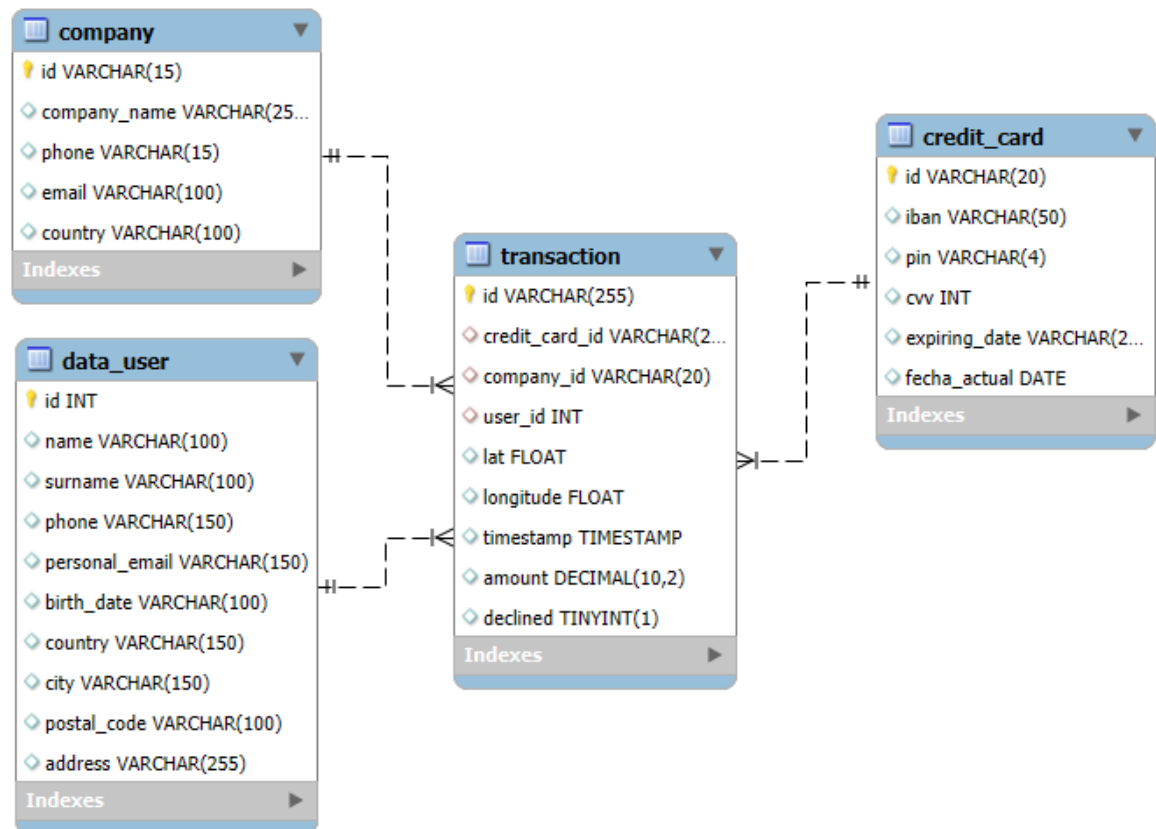 company
id VARCHAR(15)
company_name VARCHAR(25...
phone VARCHAR(15)
email VARCHAR(100)
country VARCHAR(100)
Indexes
data_user
id INT
name VARCHAR(100)
surname VARCHAR(100)
phone VARCHAR(150)
personal_email VARCHAR(150)
birth_date VARCHAR(100)
country VARCHAR(150)
city VARCHAR(150)
postal_code VARCHAR(100)
address VARCHAR(255)
Indexes
transaction
id VARCHAR(255)
credit_card_id VARCHAR(2...
company_id VARCHAR(20)
user_id INT
lat FLOAT
longitude FLOAT
timestamp TIMESTAMP
amount DECIMAL(10,2)
declined TINYINT(1)
Indexes
credit_card
id VARCHAR(20)
iban VARCHAR(50)
pin VARCHAR(4)
cvv INT
expiring_date VARCHAR(2...
fecha_actual DATE
Indexes